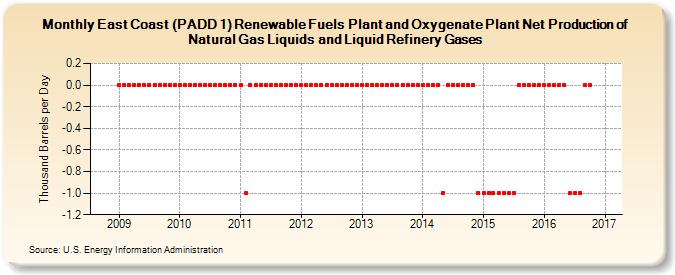 Monthly East Coast (PADD 1) Renewable Fuels Plant and Oxygenate Plant Net Production of
Natural Gas Liquids and Liquid Refinery Gases
Thousand Barrels per Day
0.2
0.0
-0.2
-0.4
-0.6
-0.8
-1.0
-1.2
2009 2010 2011 2012 2013 2014 2015 2016 2017
Source: U.S. Energy Information Administration